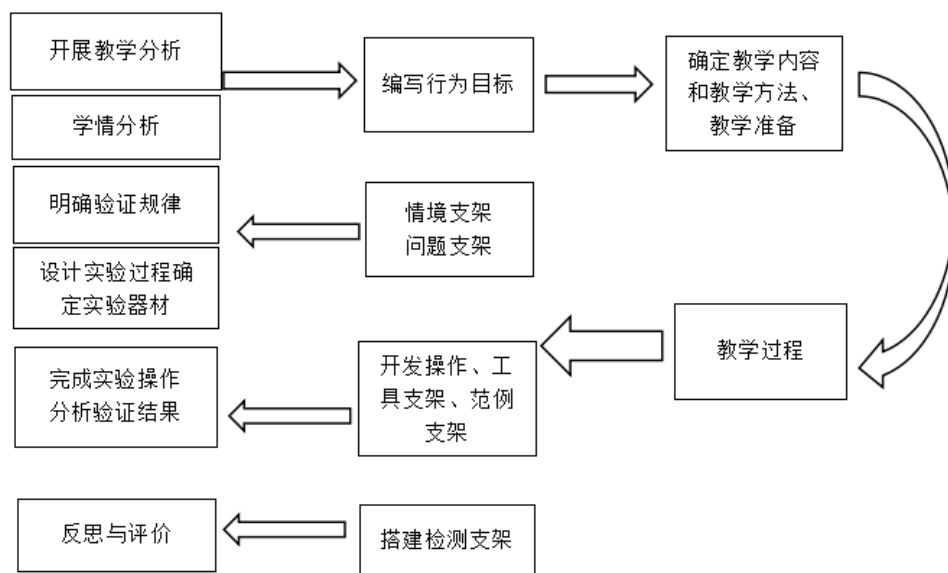 开展教学分析
学情分析
编写行为目标
确定教学内容
和教学方法、
教学准备
明确验证规律
设计实验过程确
定实验器材
情境支架
问题支架
教学过程
完成实验操作
分析验证结果
开发操作、工
具支架、范例
支架
反思与评价
搭建检测支架